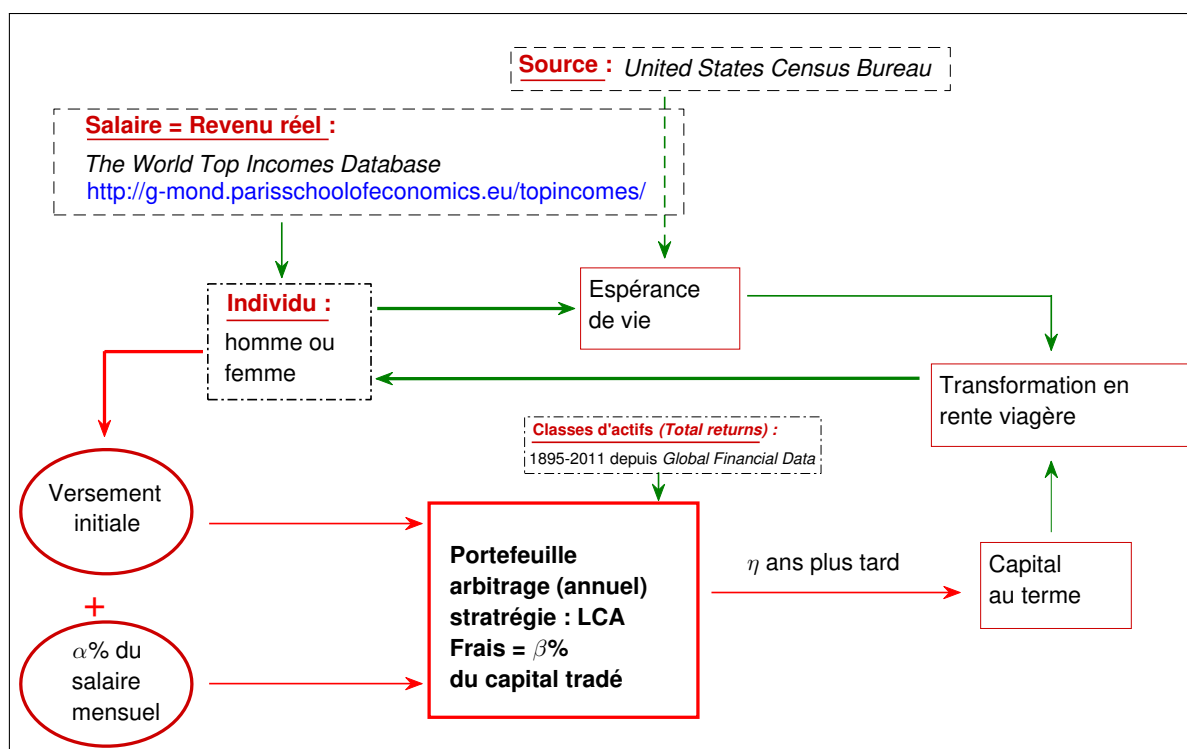 Source : United States Census Bureau
Salaire = Revenu réel :
The World Top Incomes Database
http://g-mond.parisschoolofeconomics.eu/topincomes/
Individu :
homme ou
femme
Espérance
de vie
Transformation en
rente viagère
Classes d'actifs (Total returns) :
1895-2011 depuis Global Financial Data
Versement
initiale
+
α% du
salaire
mensuel
Portefeuille
arbitrage (annuel)
stratrégie : LCA
Frais = β%
du capital tradé
η ans plus tard
Capital
au terme